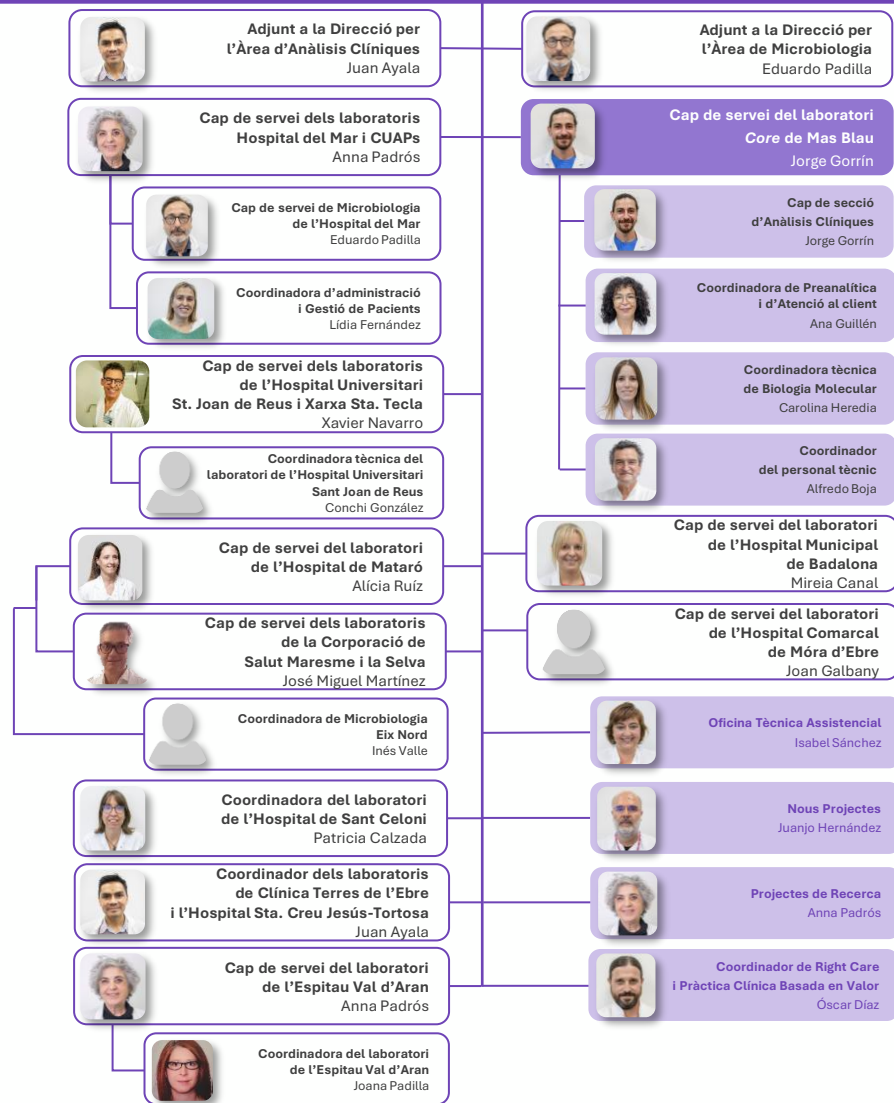 Adjunt a la Direcció per
l'Àrea d'Anàlisis Clíniques
Juan Ayala
Adjunt a la Direcció per
l'Àrea de Microbiologia
Eduardo Padilla
Cap de servei dels laboratoris
Hospital del Mar i CUAPs
Anna Padrós
Cap de servei del laboratori
Core de Mas Blau
Jorge Gorrín
Cap de servei de Microbiologia
de l'Hospital del Mar
Eduardo Padilla
Coordinadora d'administració
i Gestió de Pacients
Lídia Fernández
Cap de secció
d'Anàlisis Clíniques
Jorge Gorrín
Coordinadora de Preanalítica
i d'Atenció al client
Ana Guillén
Coordinadora tècnica
de Biologia Molecular
Carolina Heredia
Coordinador
del personal tècnic
Alfredo Boja
Cap de servei dels laboratoris
de l'Hospital Universitari
St. Joan de Reus i Xarxa Sta. Tecla
Xavier Navarro
Coordinadora tècnica del
laboratori de l'Hospital Universitari
Sant Joan de Reus
Conchi González
Cap de servei del laboratori
de l'Hospital de Mataró
Alícia Ruíz
Cap de servei dels laboratoris
de la Corporació de
Salut Maresme i la Selva
José Miguel Martínez
Coordinadora de Microbiologia
Eix Nord
Inés Valle
Cap de servei del laboratori
de l'Hospital Municipal
de Badalona
Mireia Canal
Cap de servei del laboratori
de l'Hospital Comarcal
de Móra d'Ebre
Joan Galbany
Coordinadora del laboratori
de l'Hospital de Sant Celoni
Patricia Calzada
Coordinador dels laboratoris
de Clínica Terres de l'Ebre
i l'Hospital Sta. Creu Jesús-Tortosa
Juan Ayala
Cap de servei del laboratori
de l'Espitau Val d'Aran
Anna Padrós
Coordinadora del laboratori
de l'Espitau Val d'Aran
Joana Padilla
Oficina Tècnica Assistencial
Isabel Sánchez
Nous Projectes
Juanjo Hernández
Projectes de Recerca
Anna Padrós
Coordinador de Right Care
i Pràctica Clínica Basada en Valor
Óscar Díaz